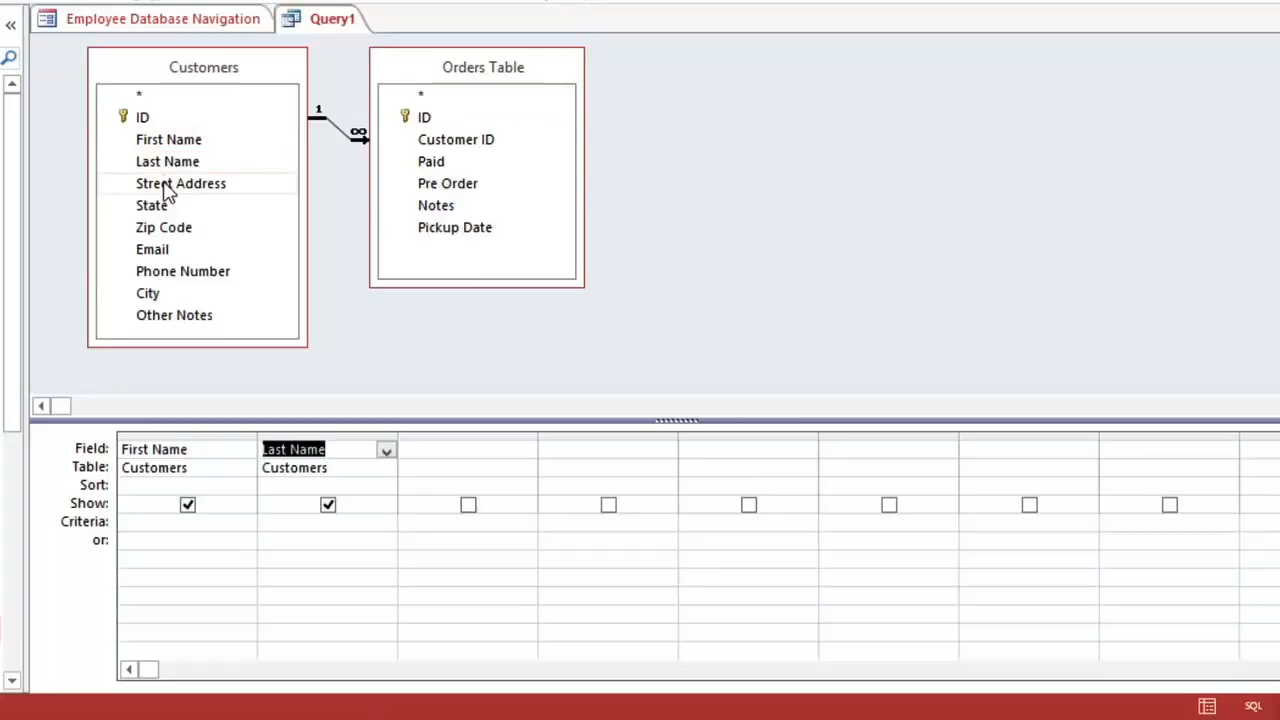 Employee Database Navigation
Query1
Customers
*
ID
First Name
Last Name
Street Address
State
Zip Code
Email
Phone Number
City
Other Notes
1
∞
Orders Table
*
ID
Customer ID
Paid
Pre Order
Notes
Pickup Date
Field: First Name Last Name
Table: Customers Customers
Sort:
Show:
Criteria:
or:
SQL